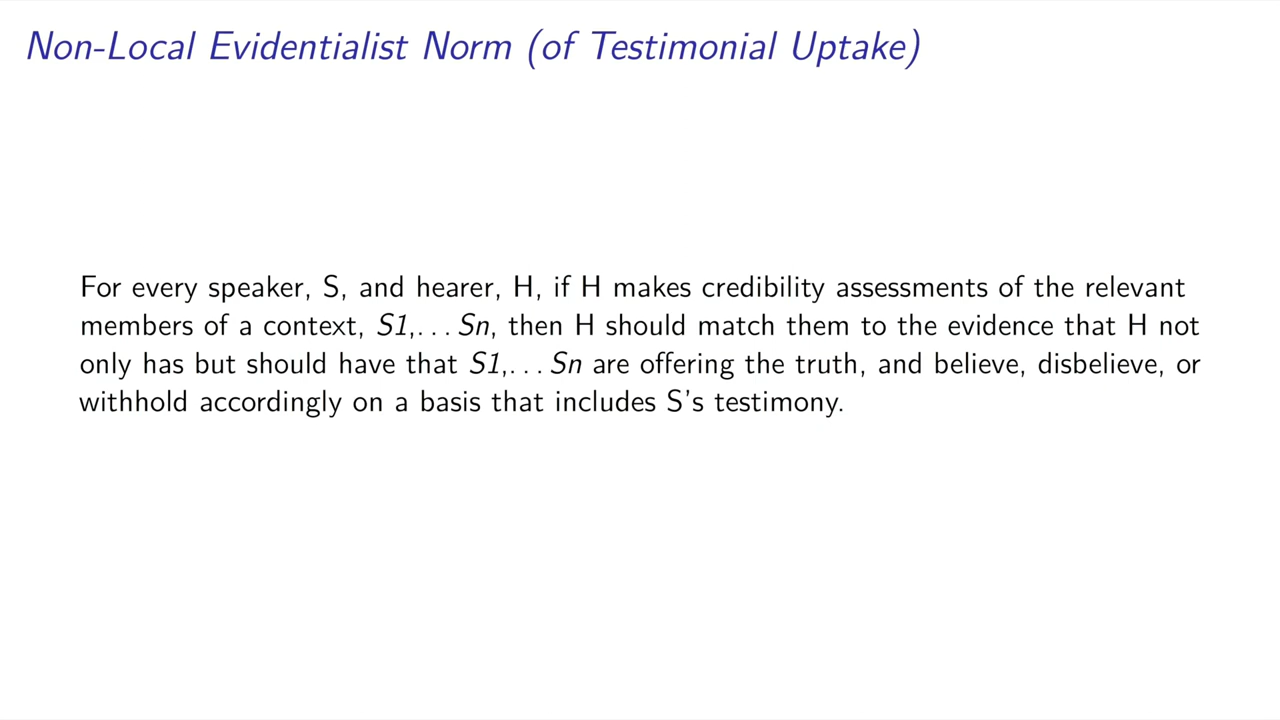 Non-Local Evidentialist Norm (of Testimonial Uptake)
For every speaker, S, and hearer, H, if H makes credibility assessments of the relevant
members of a context, S1,... Sn, then H should match them to the evidence that H not
only has but should have that S1,... Sn are offering the truth, and believe, disbelieve, or
withhold accordingly on a basis that includes S's testimony.